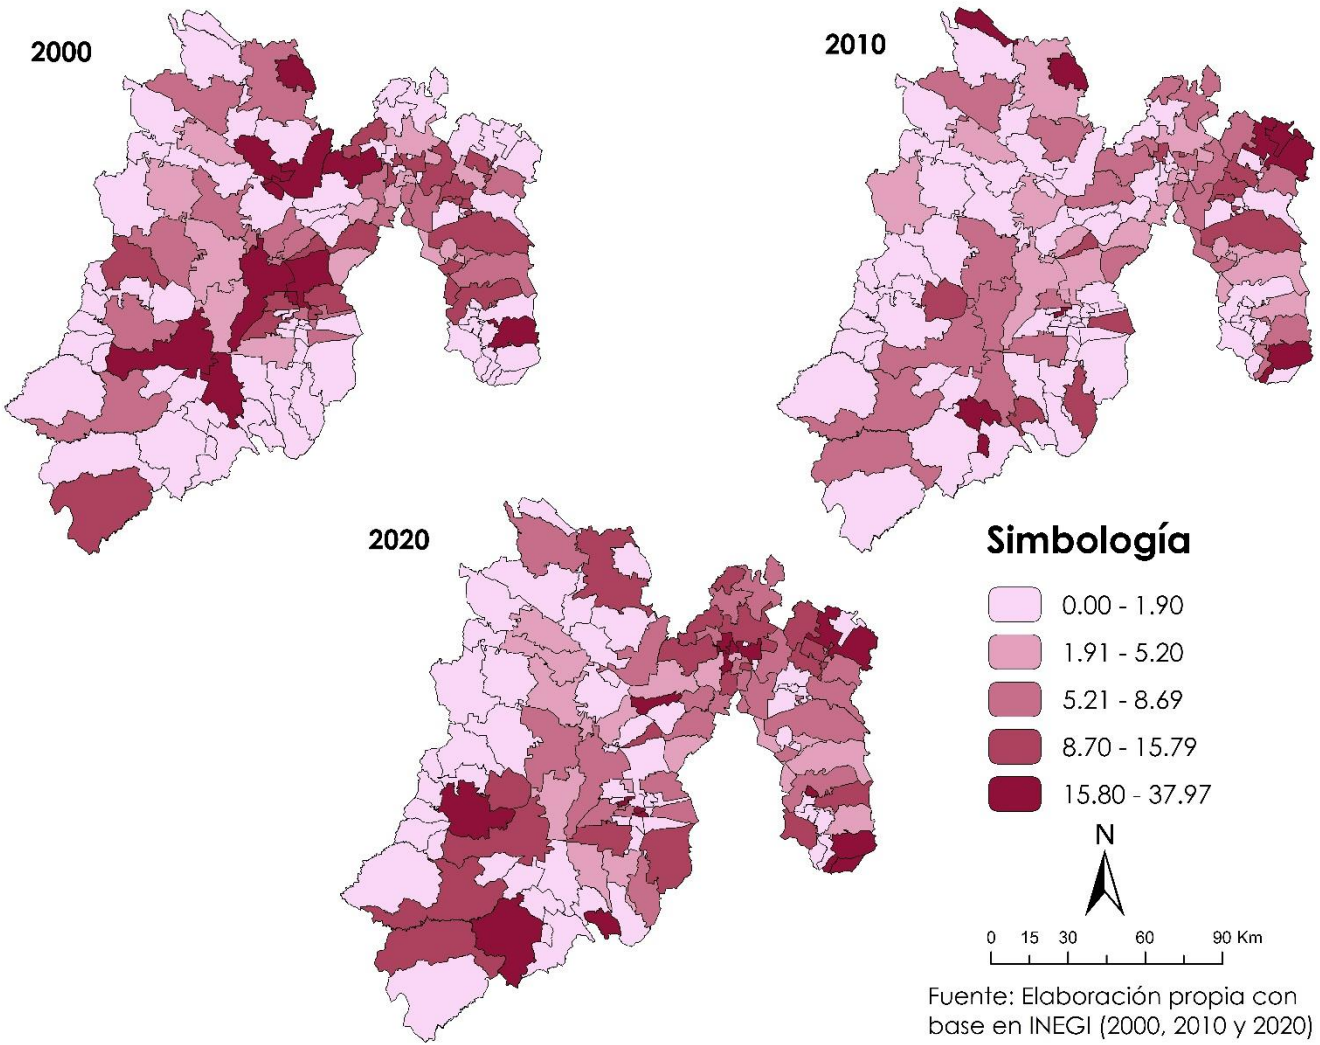 2000
2010
2020
Simbología
0.00 - 1.90
1.91 - 5.20
5.21 - 8.69
8.70 - 15.79
15.80 - 37.97
N
0 15 30 60 90 Km
Fuente: Elaboración propia con
base en INEGI (2000, 2010 y 2020)